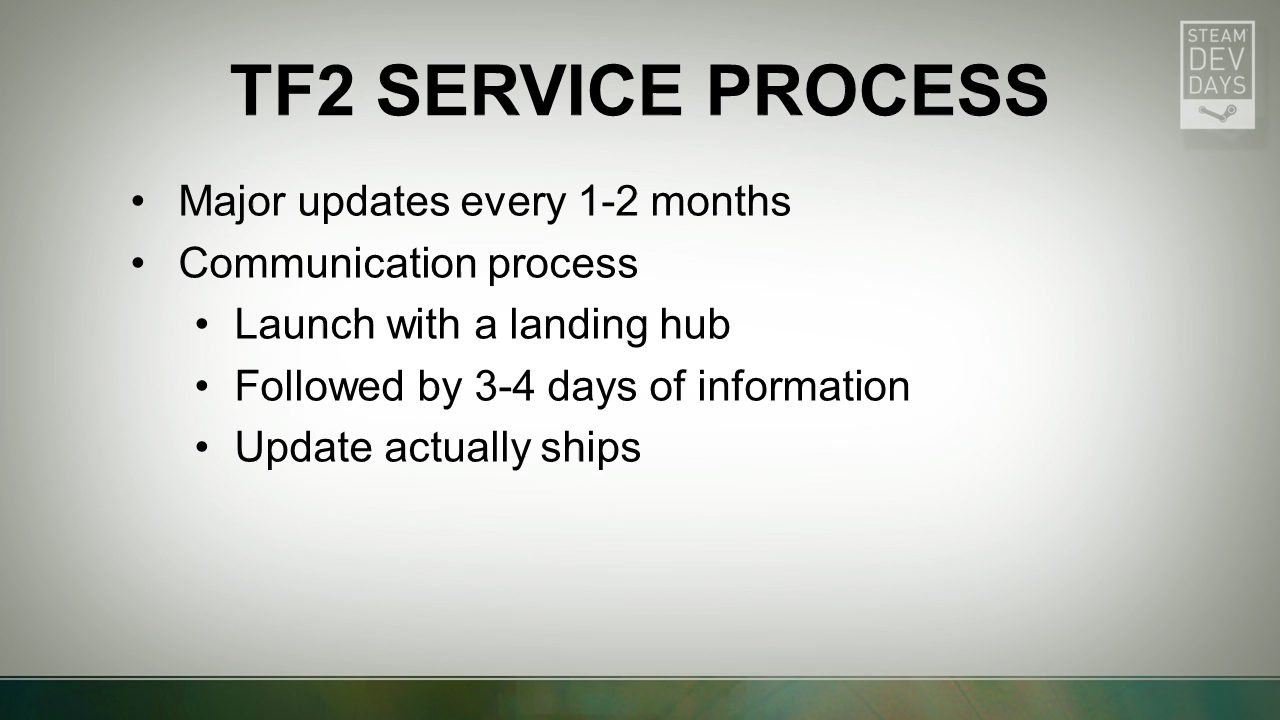 TF2 SERVICE PROCESS
STEAM
DEV
DAYS
• Major updates every 1-2 months
• Communication process
• Launch with a landing hub
• Followed by 3-4 days of information
• Update actually ships